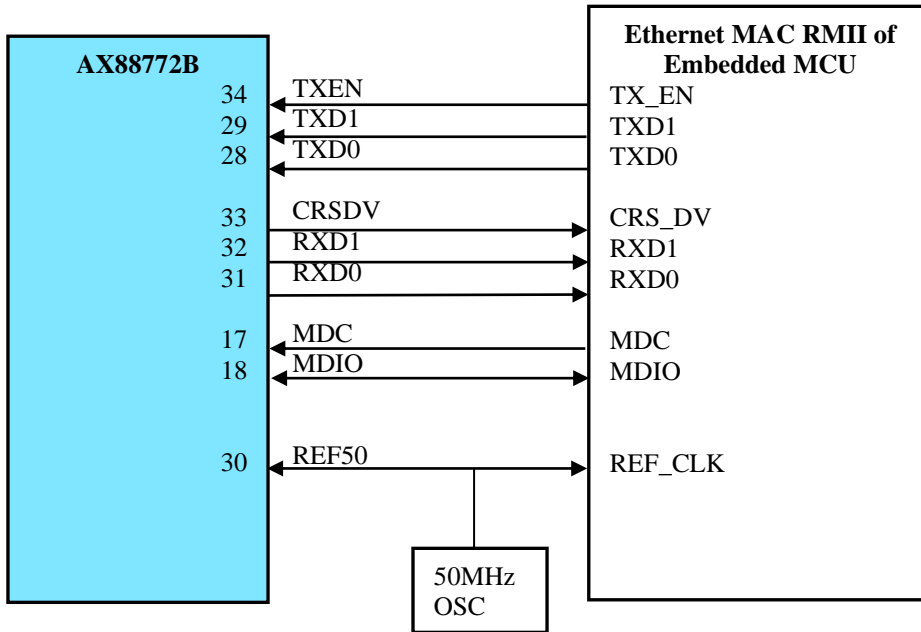 Ethernet MAC RMII of
Embedded MCU
AX88772B
34 TXEN TX_EN
29 TXD1 TXD1
28 TXD0 TXD0
33 CRSDV CRS_DV
32 RXD1 RXD1
31 RXD0 RXD0
17 MDC MDC
18 MDIO MDIO
30 REF50 REF_CLK
50MHz
OSC